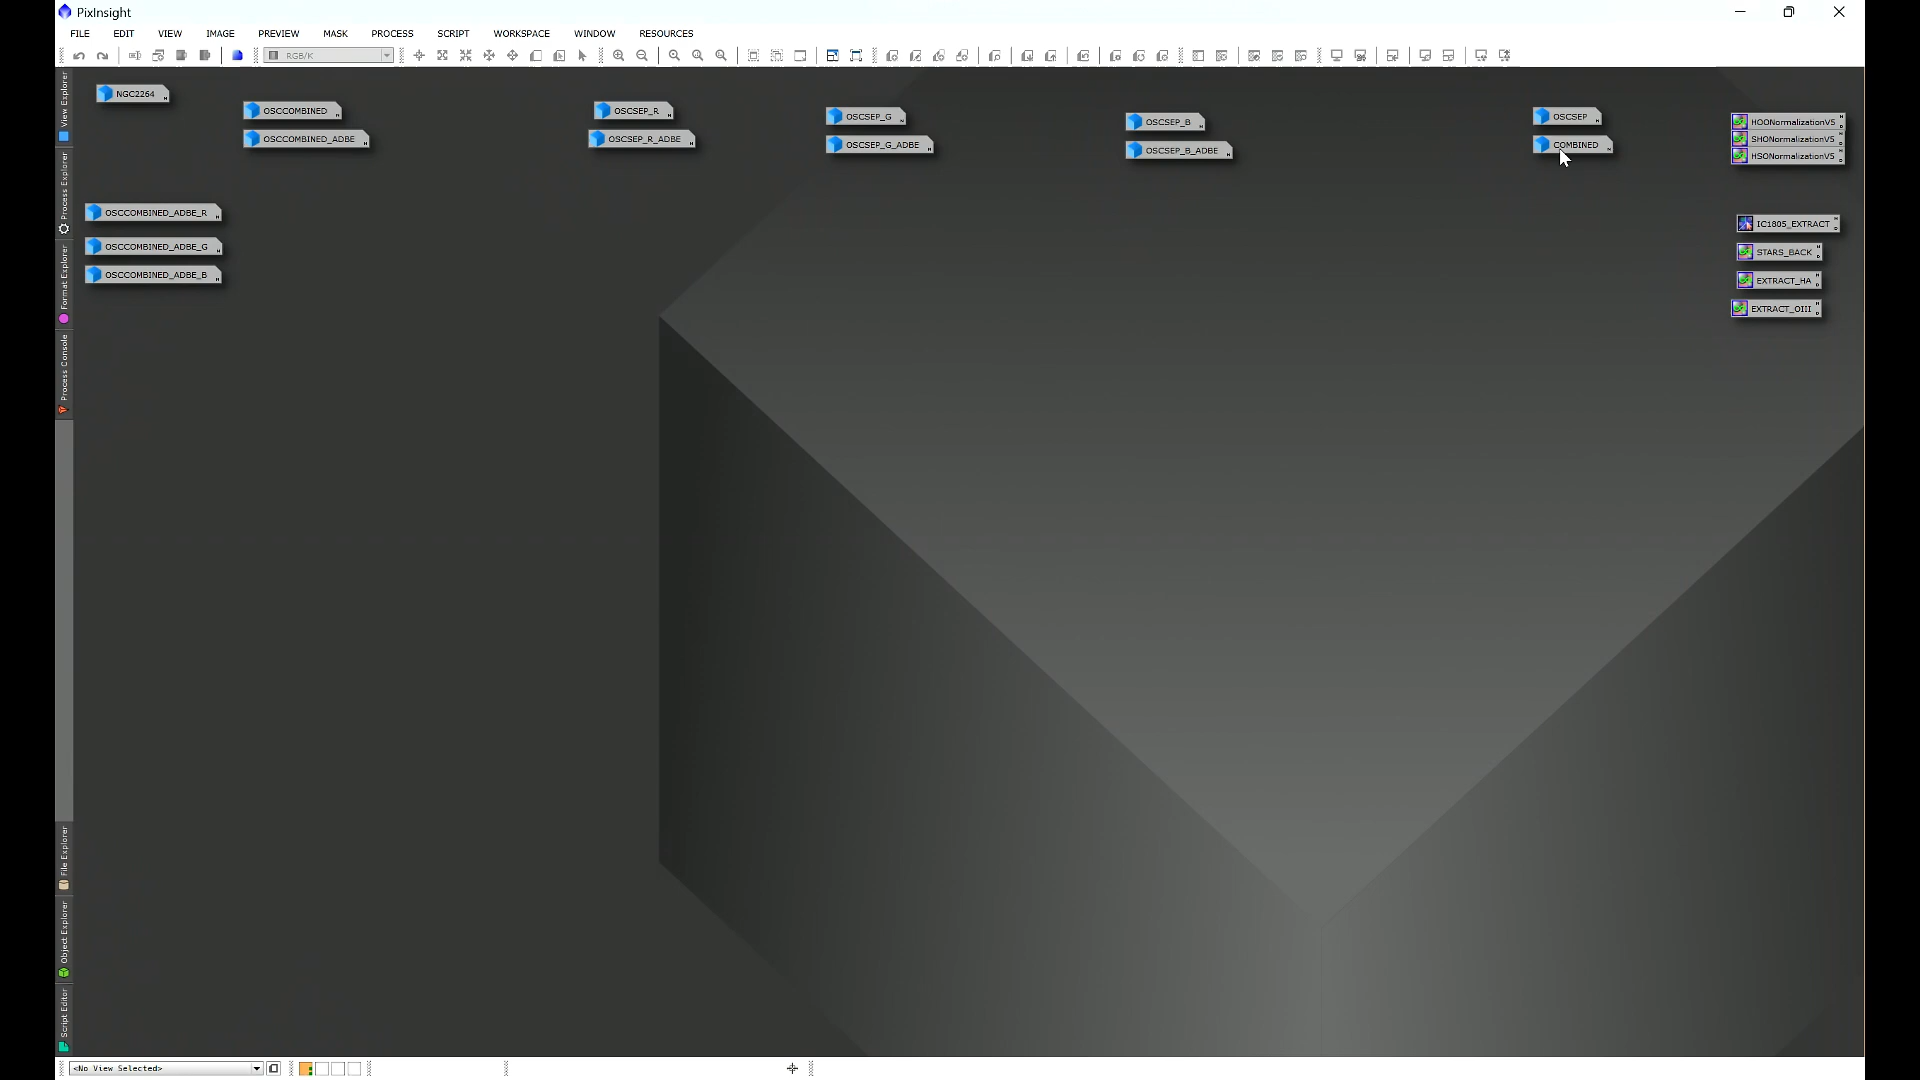 PixInsight
FILE EDIT VIEW IMAGE PREVIEW MASK PROCESS SCRIPT WORKSPACE WINDOW RESOURCES
RGB/K
View Explorer
Process Explorer
Format Explorer
Process Console
File Explorer
Object Explorer
Script Editor
NGC2264
OSCCOMBINED
OSCCOMBINED_ADBE
OSCSEP_R
OSCSEP_R_ADBE
OSCSEP_G
OSCSEP_G_ADBE
OSCSEP_B
OSCSEP_B_ADBE
OSCSEP
COMBINED
HOONormalizationV5
SHONormalizationV5
HSONormalizationV5
OSCCOMBINED_ADBE_R
OSCCOMBINED_ADBE_G
OSCCOMBINED_ADBE_B
IC1805_EXTRACT
STARS_BACK
EXTRACT_HA
EXTRACT_OIII
<No View Selected>